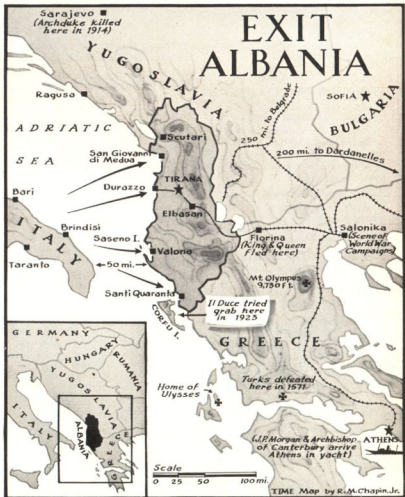 EXIT
ALBANIA
Sarajevo
(Archduke killed
here in 1914)
YUGOSLAVIA
Ragusa
SOFIA
BULGARIA
250 mi. to Belgrade
200 mi. to Dardanelles
ADRIATIC
SEA
Scutari
San Giovanni
di Medua
TIRANA
Durazzo
Elbasan
Bari
Brindisi
ITALY
Taranto
Saseno I.
50 mi.
Valona
Florina
(King & Queen
fled here)
Salonika
(Scene of
World War
Campaigns)
Mt. Olympus
9,730 ft.
Santi Quaranta
CORFU I.
Il Duce tried
grab here
in 1923
GREECE
Home of
Ulysses
Turks defeated
here in 1571
(J.P. Morgan & Archbishop
of Canterbury arrive
Athens in yacht)
ATHENS
GERMANY
HUNGARY
RUMANIA
YUGOSLAVIA
ITALY
ALBANIA
GREECE
Scale
0 25 50 100 mi.
TIME Map by R.M. Chapin, Jr.